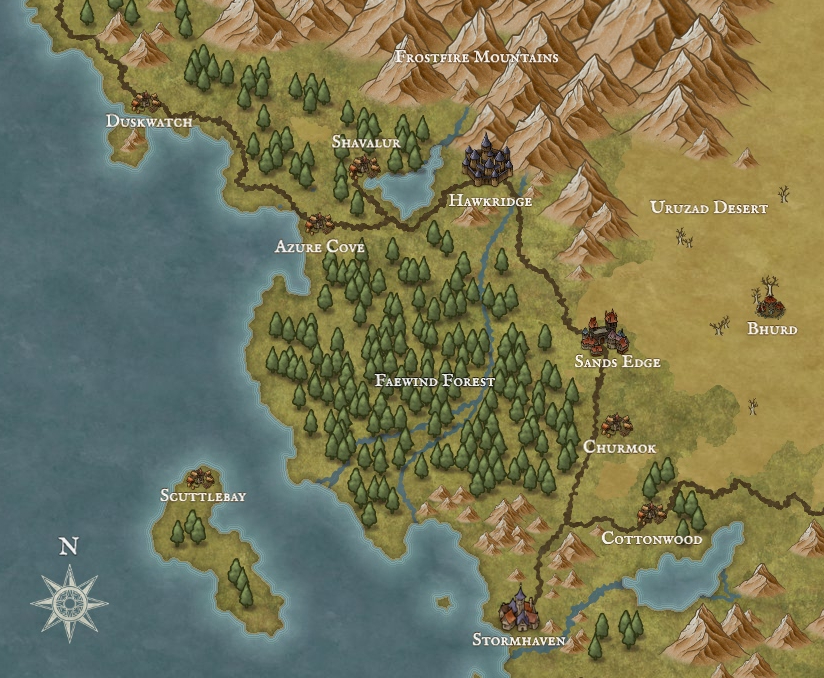 Frostfire Mountains
Duskwatch
Shavalur
Hawkridge
Uruzad Desert
Azure Cove
Bhurd
Sands Edge
Faewind Forest
Churmok
Scuttlebay
Cottonwood
N
Stormhaven